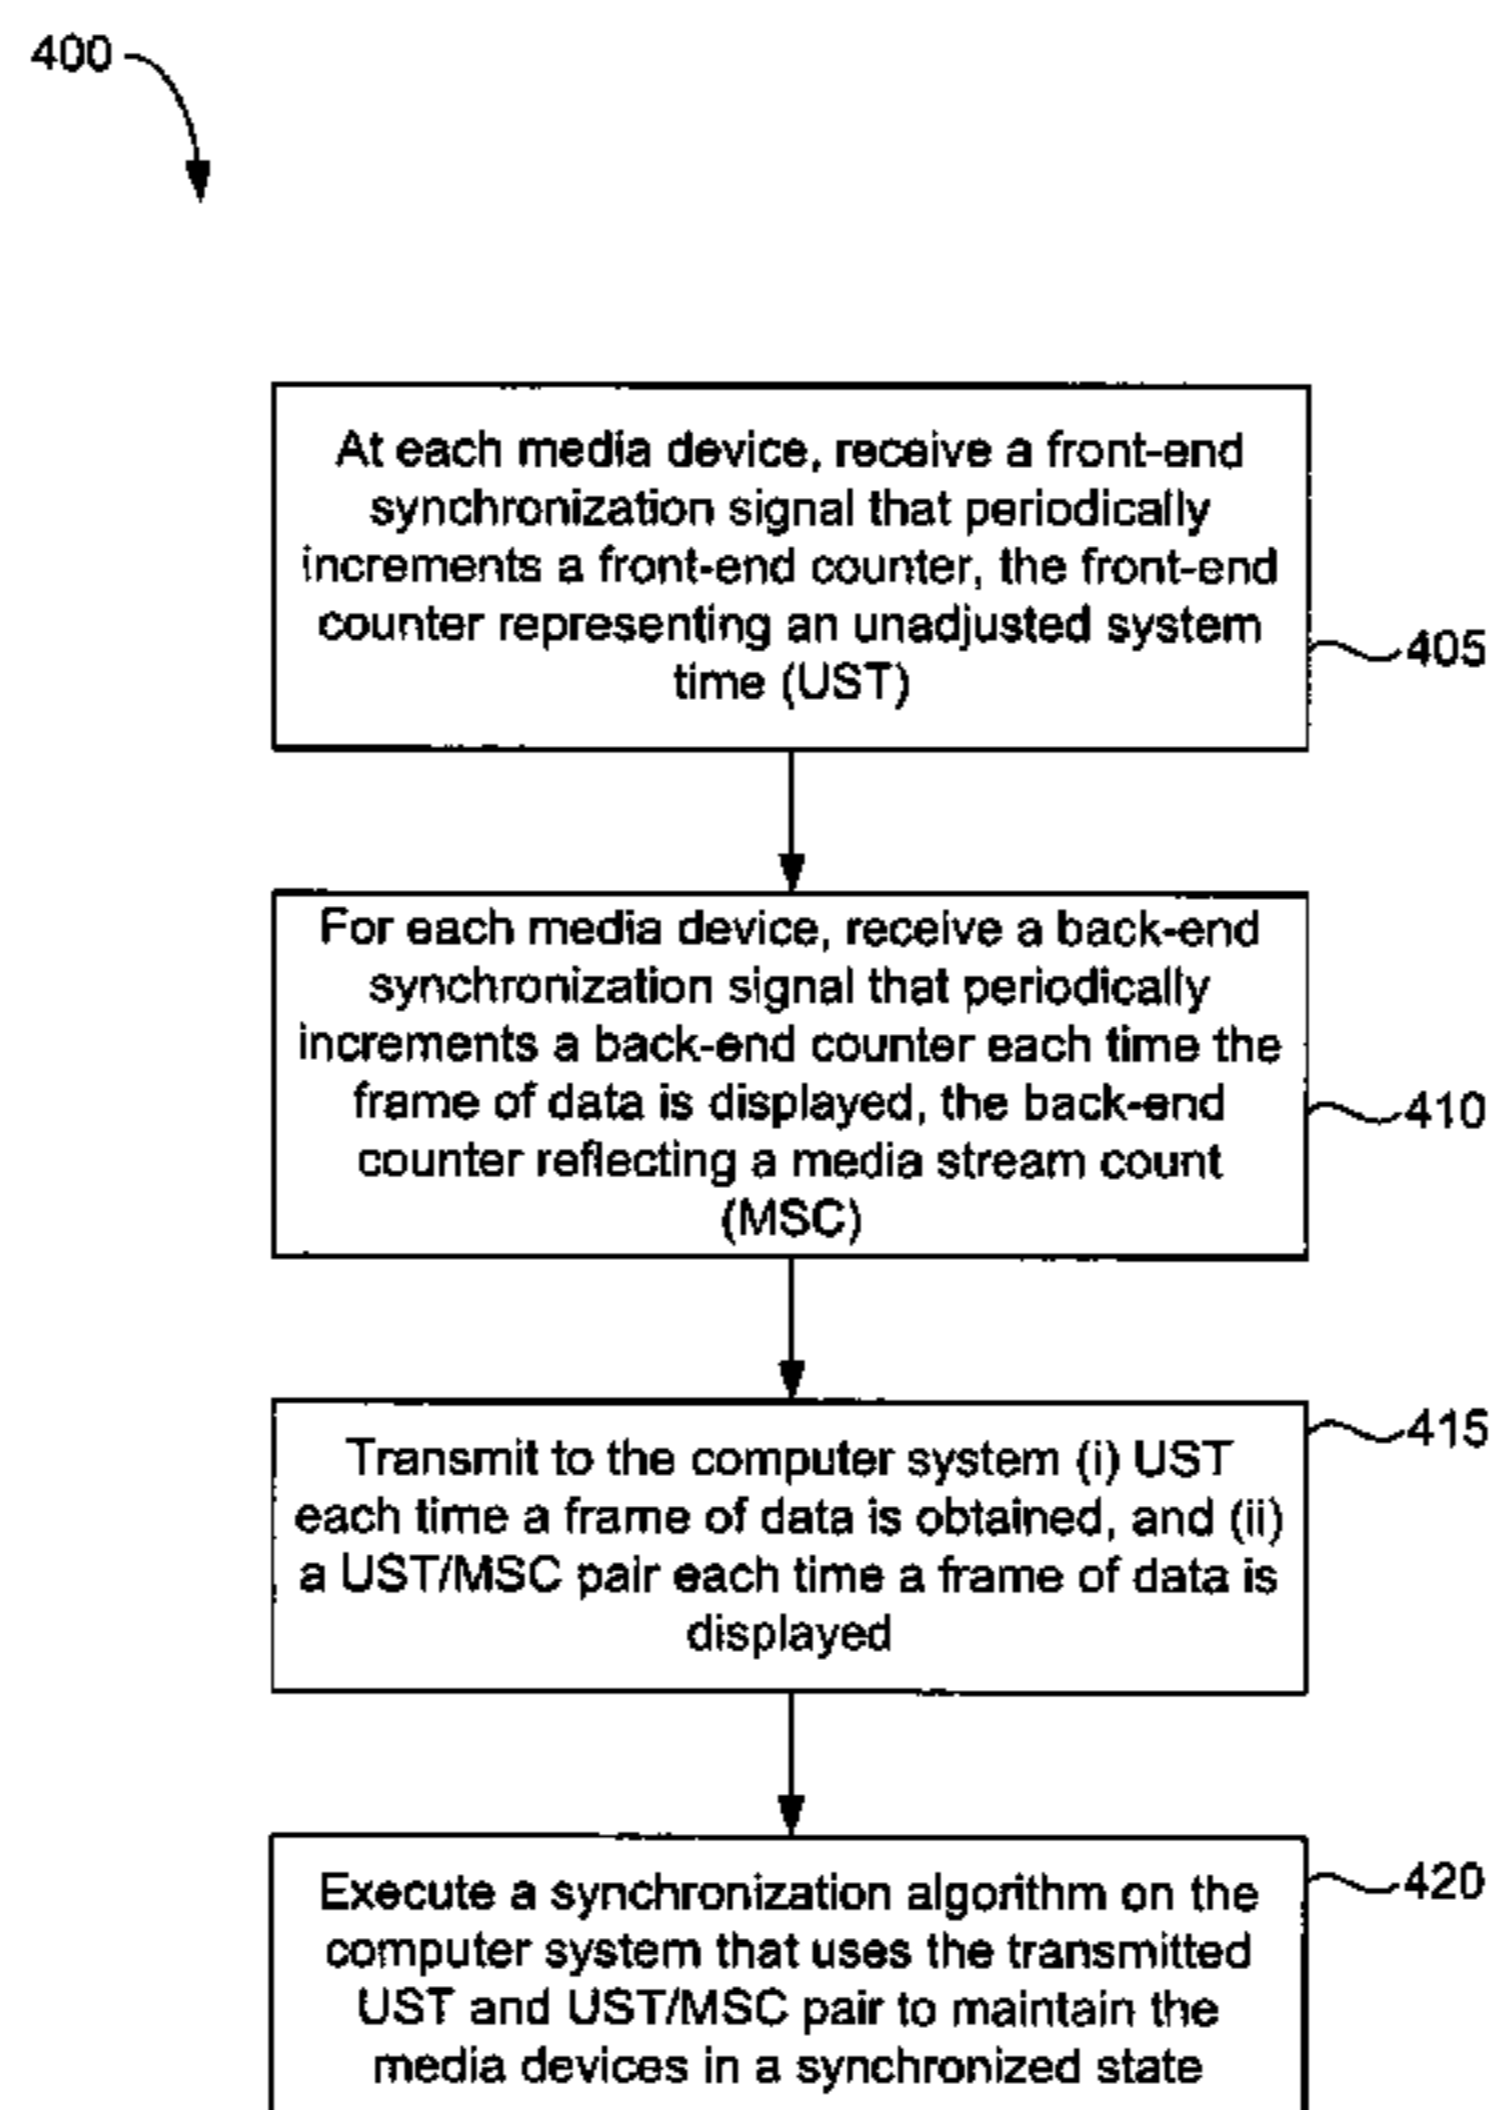 400
At each media device, receive a front-end
synchronization signal that periodically
increments a front-end counter, the front-end
counter representing an unadjusted system
time (UST)
405
For each media device, receive a back-end
synchronization signal that periodically
increments a back-end counter each time the
frame of data is displayed, the back-end
counter reflecting a media stream count
(MSC)
410
Transmit to the computer system (i) UST
each time a frame of data is obtained, and (ii)
a UST/MSC pair each time a frame of data is
displayed
415
Execute a synchronization algorithm on the
computer system that uses the transmitted
UST and UST/MSC pair to maintain the
media devices in a synchronized state
420